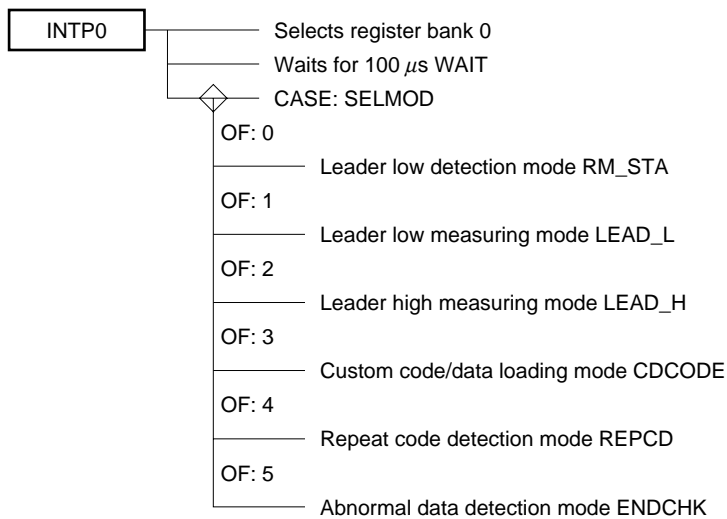 INTP0
Selects register bank 0
Waits for 100 μs WAIT
CASE: SELMOD
OF: 0
Leader low detection mode RM_STA
OF: 1
Leader low measuring mode LEAD_L
OF: 2
Leader high measuring mode LEAD_H
OF: 3
Custom code/data loading mode CDCODE
OF: 4
Repeat code detection mode REPCD
OF: 5
Abnormal data detection mode ENDCHK